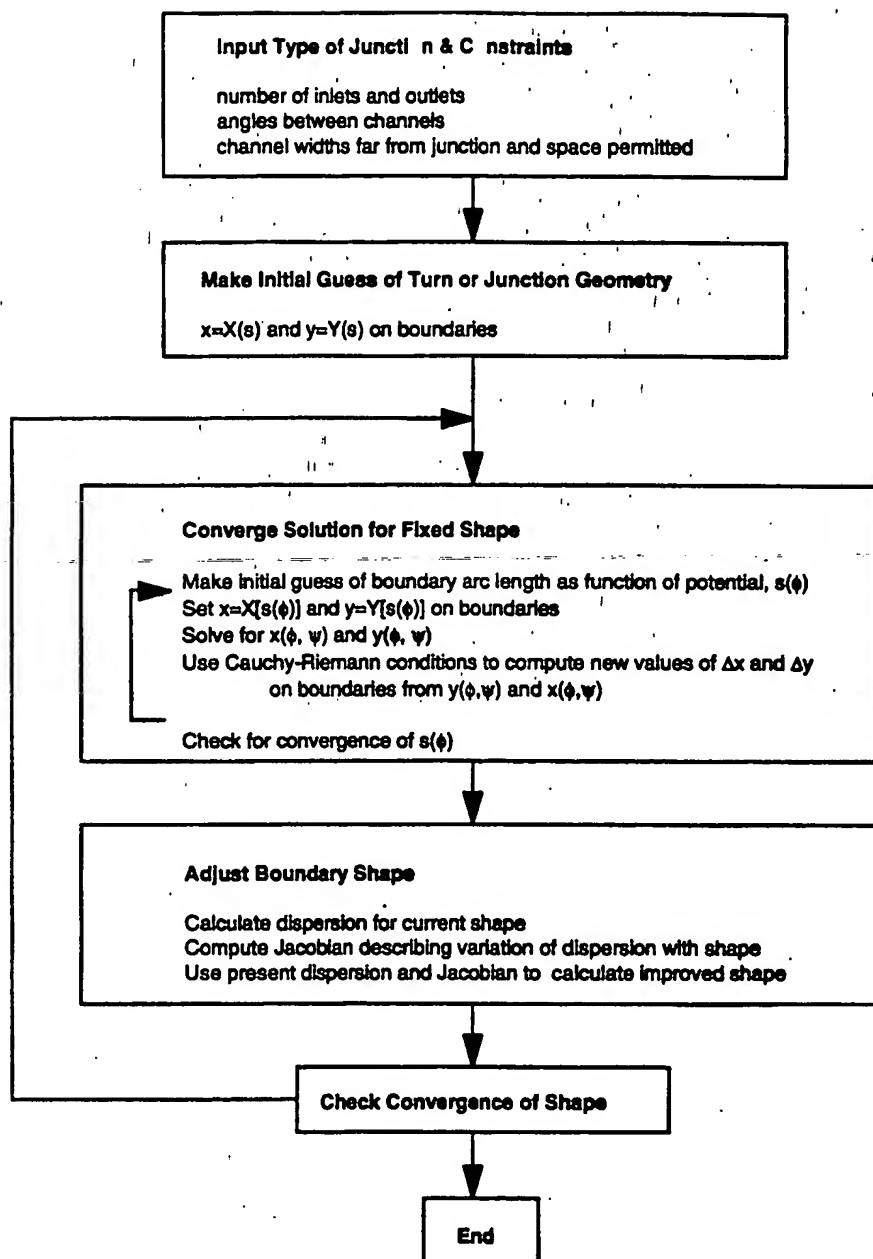 Input Type of Juncti n & C nstraints
number of inlets and outlets
angles between channels
channel widths far from junction and space permitted
Make Initial Guess of Turn or Junction Geometry
x=X(s) and y=Y(s) on boundaries
Converge Solution for Fixed Shape
Make initial guess of boundary arc length as function of potential, s(ϕ)
Set x=X[s(ϕ)] and y=Y[s(ϕ)] on boundaries
Solve for x(ϕ, ψ) and y(ϕ, ψ)
Use Cauchy-Riemann conditions to compute new values of Δx and Δy
on boundaries from y(ϕ,ψ) and x(ϕ,ψ)
Check for convergence of s(ϕ)
Adjust Boundary Shape
Calculate dispersion for current shape
Compute Jacobian describing variation of dispersion with shape
Use present dispersion and Jacobian to calculate improved shape
Check Convergence of Shape
End